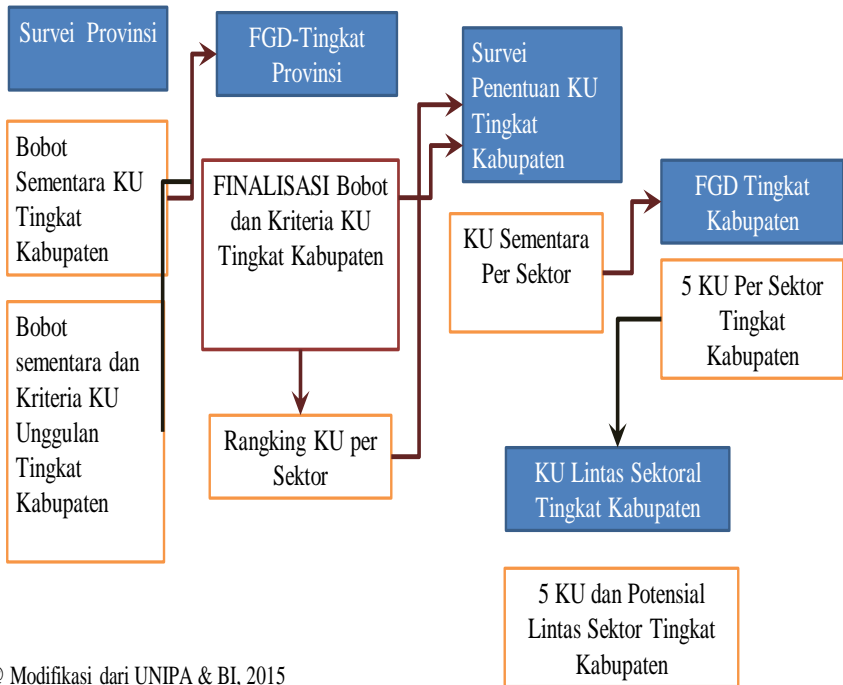 Survei Provinsi
Bobot
Sementara KU
Tingkat
Kabupaten
Bobot
sementara dan
Kriteria KU
Unggulan
Tingkat
Kabupaten
FGD-Tingkat
Provinsi
FINALISASI Bobot
dan Kriteria KU
Tingkat Kabupaten
Rangking KU per
Sektor
Survei
Penentuan KU
Tingkat
Kabupaten
KU Sementara
Per Sektor
FGD Tingkat
Kabupaten
5 KU Per Sektor
Tingkat
Kabupaten
KU Lintas Sektoral
Tingkat Kabupaten
5 KU dan Potensial
Lintas Sektor Tingkat
Kabupaten
@ Modifikasi dari UNIPA & BI, 2015